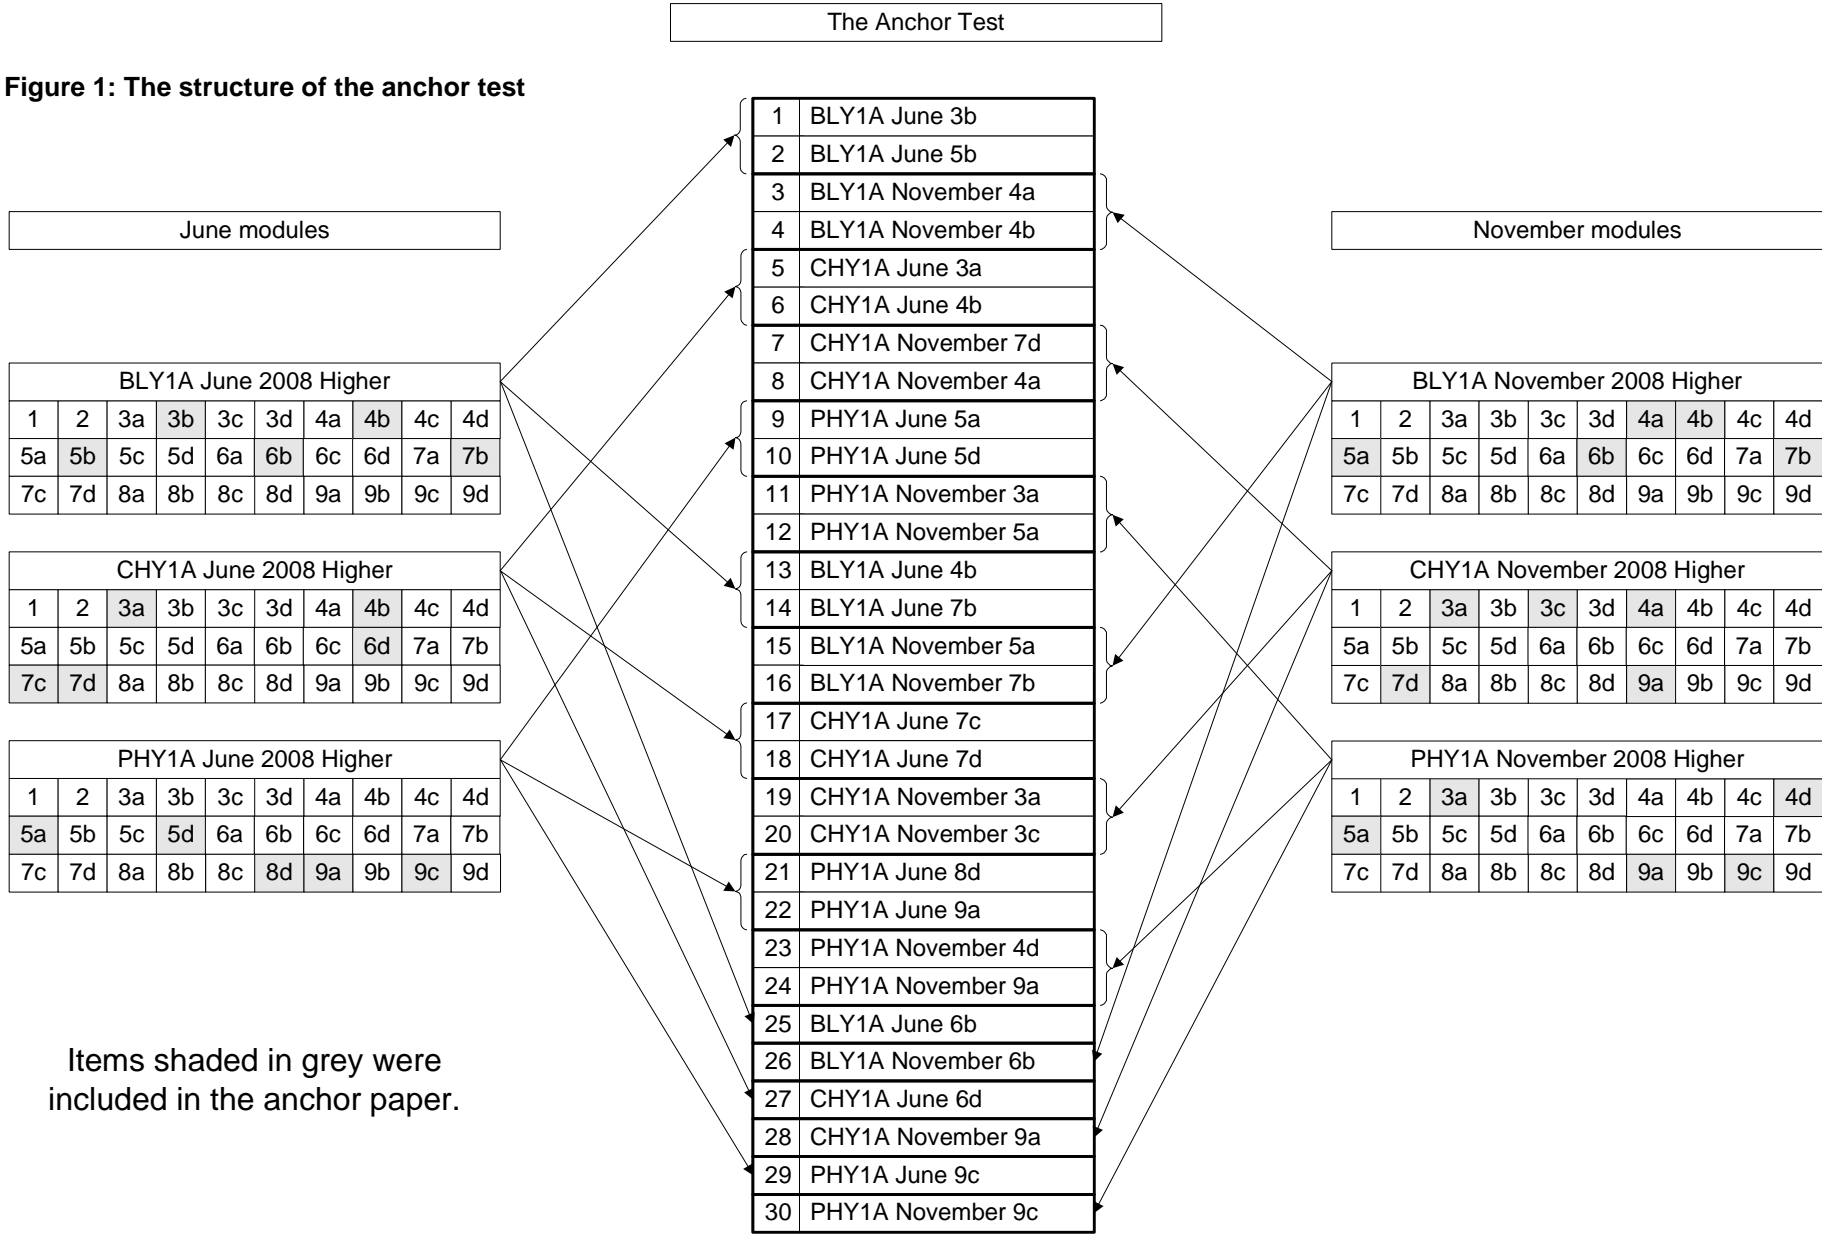 The Anchor Test
Figure 1: The structure of the anchor test
June modules
BLY1A June 2008 Higher
1 2 3a 3b 3c 3d 4a 4b 4c 4d
5a 5b 5c 5d 6a 6b 6c 6d 7a 7b
7c 7d 8a 8b 8c 8d 9a 9b 9c 9d
CHY1A June 2008 Higher
1 2 3a 3b 3c 3d 4a 4b 4c 4d
5a 5b 5c 5d 6a 6b 6c 6d 7a 7b
7c 7d 8a 8b 8c 8d 9a 9b 9c 9d
PHY1A June 2008 Higher
1 2 3a 3b 3c 3d 4a 4b 4c 4d
5a 5b 5c 5d 6a 6b 6c 6d 7a 7b
7c 7d 8a 8b 8c 8d 9a 9b 9c 9d
Items shaded in grey were
included in the anchor paper.
1 BLY1A June 3b
2 BLY1A June 5b
3 BLY1A November 4a
4 BLY1A November 4b
5 CHY1A June 3a
6 CHY1A June 4b
7 CHY1A November 7d
8 CHY1A November 4a
9 PHY1A June 5a
10 PHY1A June 5d
11 PHY1A November 3a
12 PHY1A November 5a
13 BLY1A June 4b
14 BLY1A June 7b
15 BLY1A November 5a
16 BLY1A November 7b
17 CHY1A June 7c
18 CHY1A June 7d
19 CHY1A November 3a
20 CHY1A November 3c
21 PHY1A June 8d
22 PHY1A June 9a
23 PHY1A November 4d
24 PHY1A November 9a
25 BLY1A June 6b
26 BLY1A November 6b
27 CHY1A June 6d
28 CHY1A November 9a
29 PHY1A June 9c
30 PHY1A November 9c
November modules
BLY1A November 2008 Higher
1 2 3a 3b 3c 3d 4a 4b 4c 4d
5a 5b 5c 5d 6a 6b 6c 6d 7a 7b
7c 7d 8a 8b 8c 8d 9a 9b 9c 9d
CHY1A November 2008 Higher
1 2 3a 3b 3c 3d 4a 4b 4c 4d
5a 5b 5c 5d 6a 6b 6c 6d 7a 7b
7c 7d 8a 8b 8c 8d 9a 9b 9c 9d
PHY1A November 2008 Higher
1 2 3a 3b 3c 3d 4a 4b 4c 4d
5a 5b 5c 5d 6a 6b 6c 6d 7a 7b
7c 7d 8a 8b 8c 8d 9a 9b 9c 9d